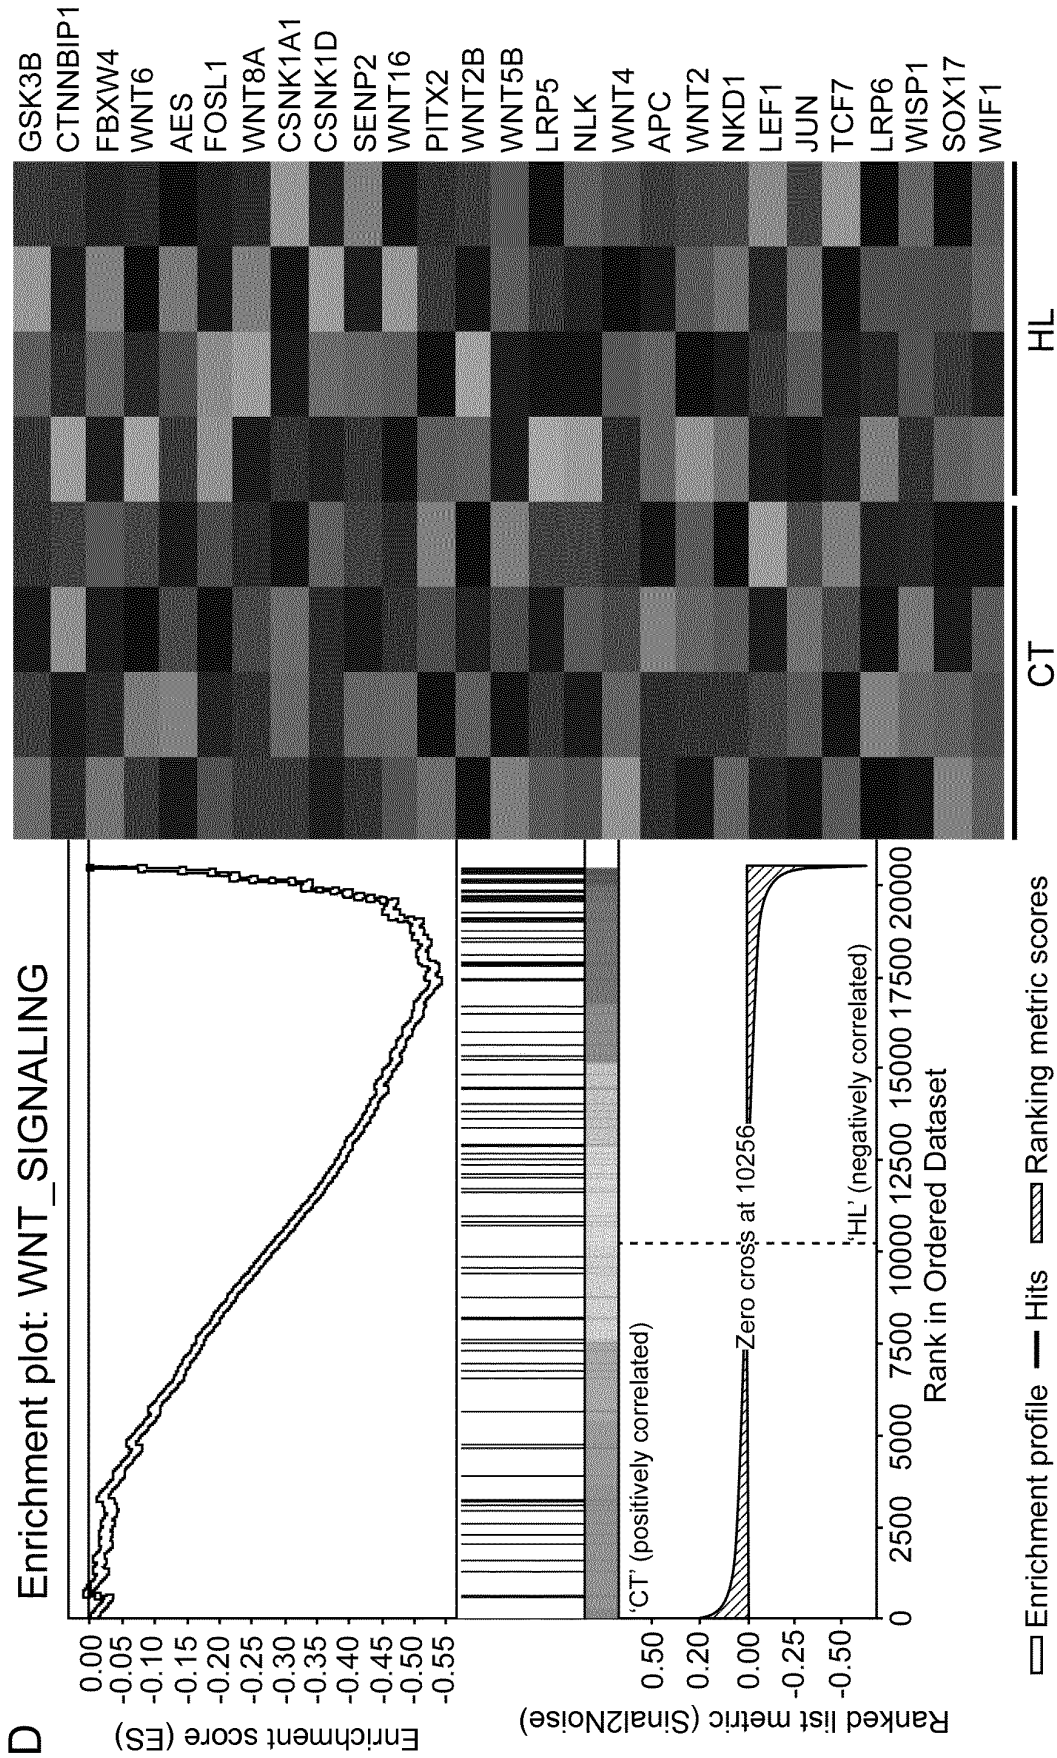 D
Enrichment plot: WNT_SIGNALING
Enrichment score (ES)
0.00
-0.05
-0.10
-0.15
-0.20
-0.25
-0.30
-0.35
-0.40
-0.45
-0.50
-0.55
Ranked list metric (Sinal2Noise)
0.50
0.20
0.00
-0.25
-0.50
'CT' (positively correlated)
Zero cross at 10256
'HL' (negatively correlated)
0 2500 5000 7500 10000 12500 15000 17500 20000
Rank in Ordered Dataset
Enrichment profile Hits Ranking metric scores
GSK3B
CTNNBIP1
FBXW4
WNT6
AES
FOSL1
WNT8A
CSNK1A1
CSNK1D
SENP2
WNT16
PITX2
WNT2B
WNT5B
LRP5
NLK
WNT4
APC
WNT2
NKD1
LEF1
JUN
TCF7
LRP6
WISP1
SOX17
WIF1
CT HL